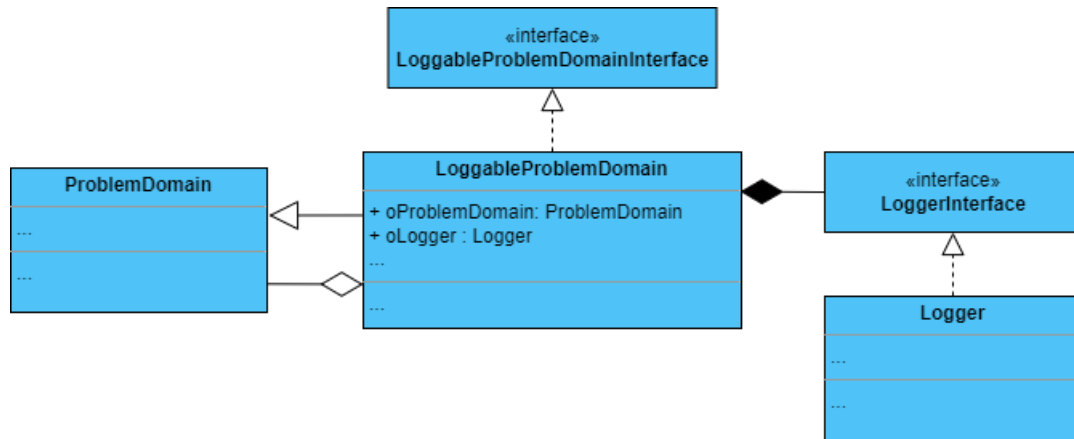 «interface»
LoggableProblemDomainInterface
ProblemDomain
...
...
LoggableProblemDomain
+ oProblemDomain: ProblemDomain
+ oLogger : Logger
...
...
«interface»
LoggerInterface
Logger
...
...